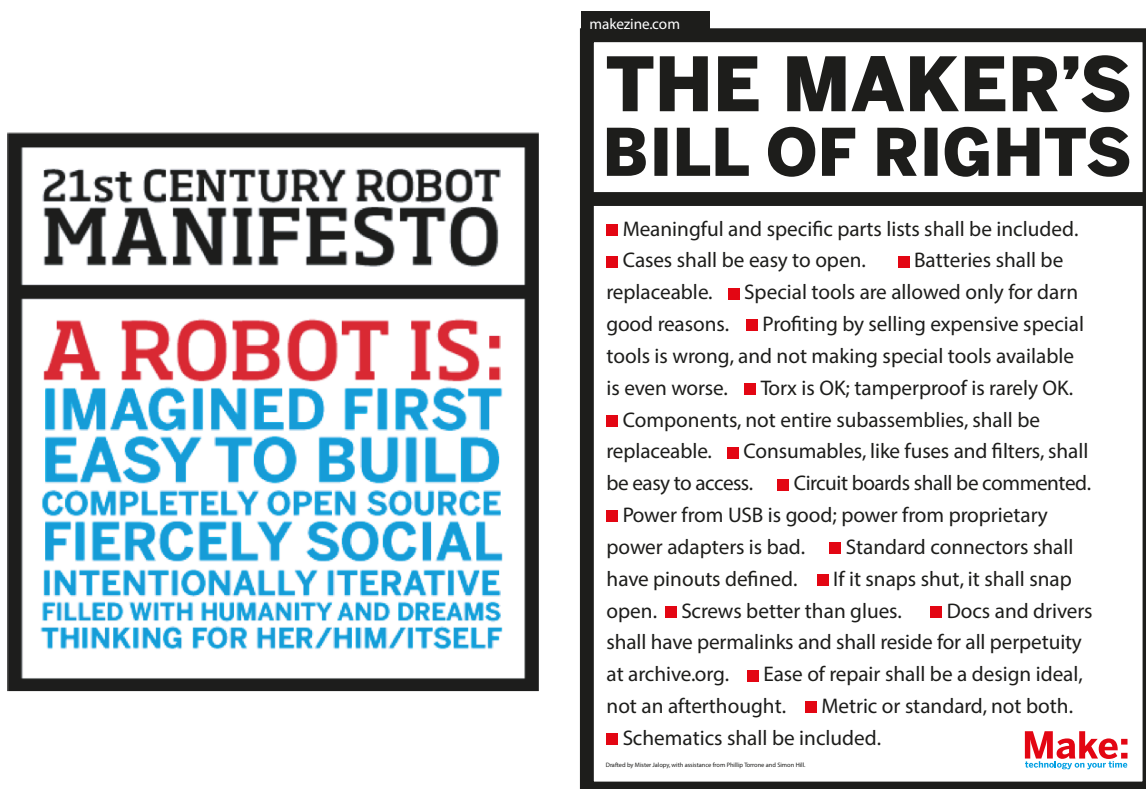 21st CENTURY ROBOT
MANIFESTO
A ROBOT IS:
IMAGINED FIRST
EASY TO BUILD
COMPLETELY OPEN SOURCE
FIERCELY SOCIAL
INTENTIONALLY ITERATIVE
FILLED WITH HUMANITY AND DREAMS
THINKING FOR HER/HIM/ITSELF
makezine.com
THE MAKER’S
BILL OF RIGHTS
■ Meaningful and specific parts lists shall be included.
■ Cases shall be easy to open. ■ Batteries shall be
replaceable. ■ Special tools are allowed only for darn
good reasons. ■ Profiting by selling expensive special
tools is wrong, and not making special tools available
is even worse. ■ Torx is OK; tamperproof is rarely OK.
■ Components, not entire subassemblies, shall be
replaceable. ■ Consumables, like fuses and filters, shall
be easy to access. ■ Circuit boards shall be commented.
■ Power from USB is good; power from proprietary
power adapters is bad. ■ Standard connectors shall
have pinouts defined. ■ If it snaps shut, it shall snap
open. ■ Screws better than glues. ■ Docs and drivers
shall have permalinks and shall reside for all perpetuity
at archive.org. ■ Ease of repair shall be a design ideal,
not an afterthought. ■ Metric or standard, not both.
■ Schematics shall be included.
Drafted by Mister Jalopy, with assistance from Phillip Torrone and Simon Hill.
Make:
technology on your time